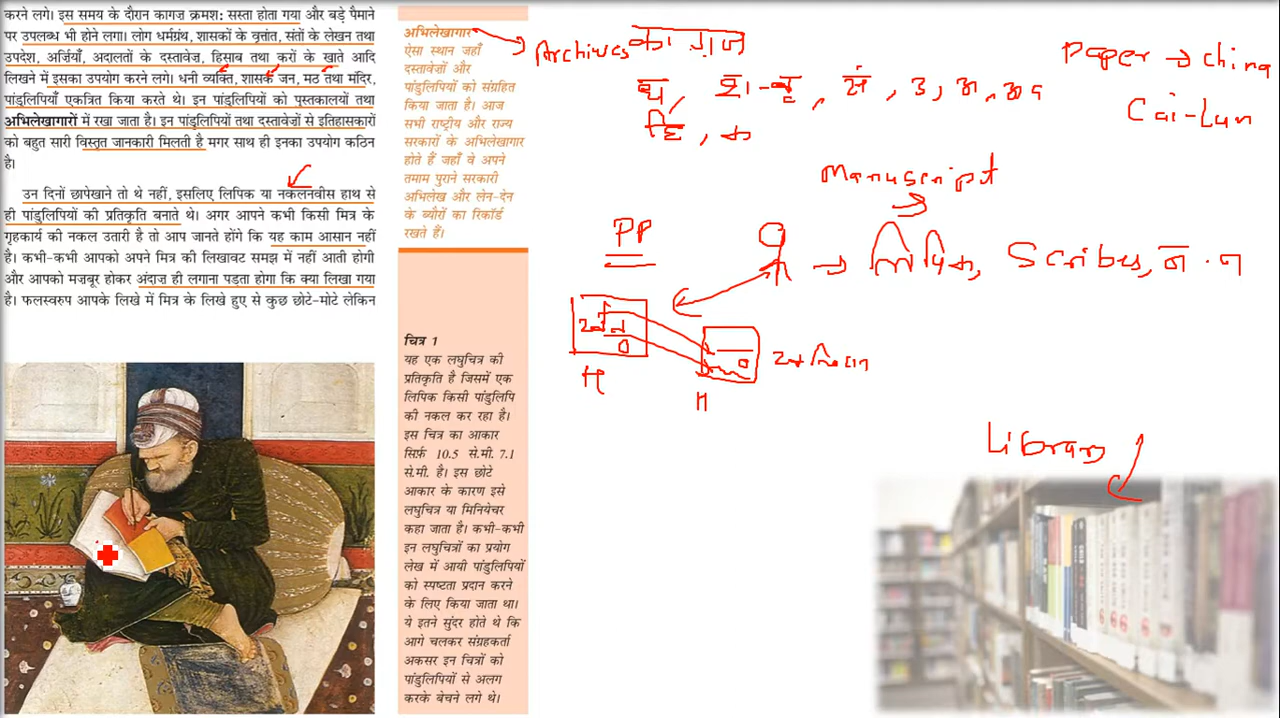 करने लगे। इस समय के दौरान कागज़ क्रमश: सस्ता होता गया और बड़े पैमाने
पर उपलब्ध भी होने लगा। लोग धर्मग्रंथ, शासकों के वृत्तांत, संतों के लेखन तथा
उपदेश, अर्जियाँ, अदालतों के दस्तावेज़, हिसाब तथा करों के खाते आदि
लिखने में इसका उपयोग करने लगे। धनी व्यक्ति, शासक जन, मठ तथा मंदिर,
पांडुलिपियाँ एकत्रित किया करते थे। इन पांडुलिपियों को पुस्तकालयों तथा
अभिलेखागारों में रखा जाता है। इन पांडुलिपियों तथा दस्तावेज़ों से इतिहासकारों
को बहुत सारी विस्तृत जानकारी मिलती है मगर साथ ही इनका उपयोग कठिन
है।
उन दिनों छापेखाने तो थे नहीं, इसलिए लिपिक या नकलनवीस हाथ से
ही पांडुलिपियों की प्रतिकृति बनाते थे। अगर आपने कभी किसी मित्र के
गृहकार्य की नकल उतारी है तो आप जानते होंगे कि यह काम आसान नहीं
है। कभी-कभी आपको अपने मित्र की लिखावट समझ में नहीं आती होगी
और आपको मजबूर होकर अंदाज़ ही लगाना पड़ता होगा कि क्या लिखा गया
है। फलस्वरुप आपके लिखे में मित्र के लिखे हुए से कुछ छोटे-मोटे लेकिन
अभिलेखागार
ऐसा स्थान जहाँ
दस्तावेज़ों और
पांडुलिपियों को संग्रहित
किया जाता है। आज
सभी राष्ट्रीय और राज्य
सरकारों के अभिलेखागार
होते हैं जहाँ वे अपने
तमाम पुराने सरकारी
अभिलेख और लेन-देन
के ब्यौरों का रिकॉर्ड
रखते हैं।
चित्र 1
यह एक लघुचित्र की
प्रतिकृति है जिसमें एक
लिपिक किसी पांडुलिपि
की नकल कर रहा है।
इस चित्र का आकार
सिर्फ़ 10.5 से.मी. 7.1
से.मी. है। इस छोटे
आकार के कारण इसे
लघुचित्र या मिनियेचर
कहा जाता है। कभी-कभी
इन लघुचित्रों का प्रयोग
लेख में आयी पांडुलिपियों
को स्पष्टता प्रदान करने
के लिए किया जाता था।
ये इतने सुंदर होते थे कि
आगे चलकर संग्रहकर्ता
अकसर इन चित्रों को
पांडुलिपियों से अलग
करके बेचने लगे थे।
Archives कागज
Paper → China
Cai-Lun
Manuscript
PP
लिपिक, Scribes, न.न
H
H
Library